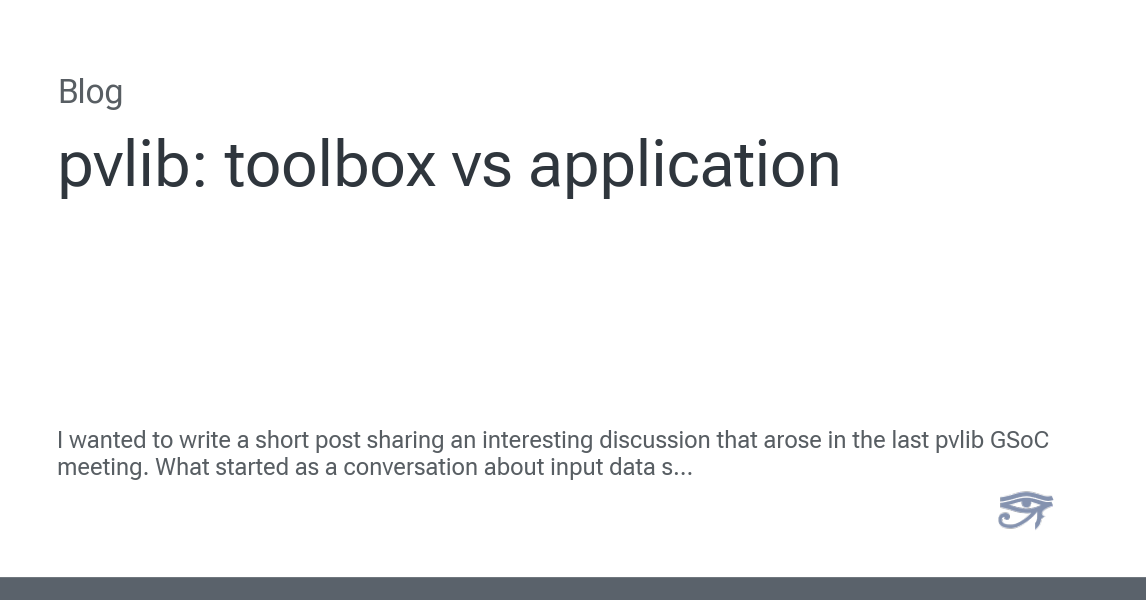 Blog
pvlib: toolbox vs application
I wanted to write a short post sharing an interesting discussion that arose in the last pvlib GSoC
meeting. What started as a conversation about input data s...